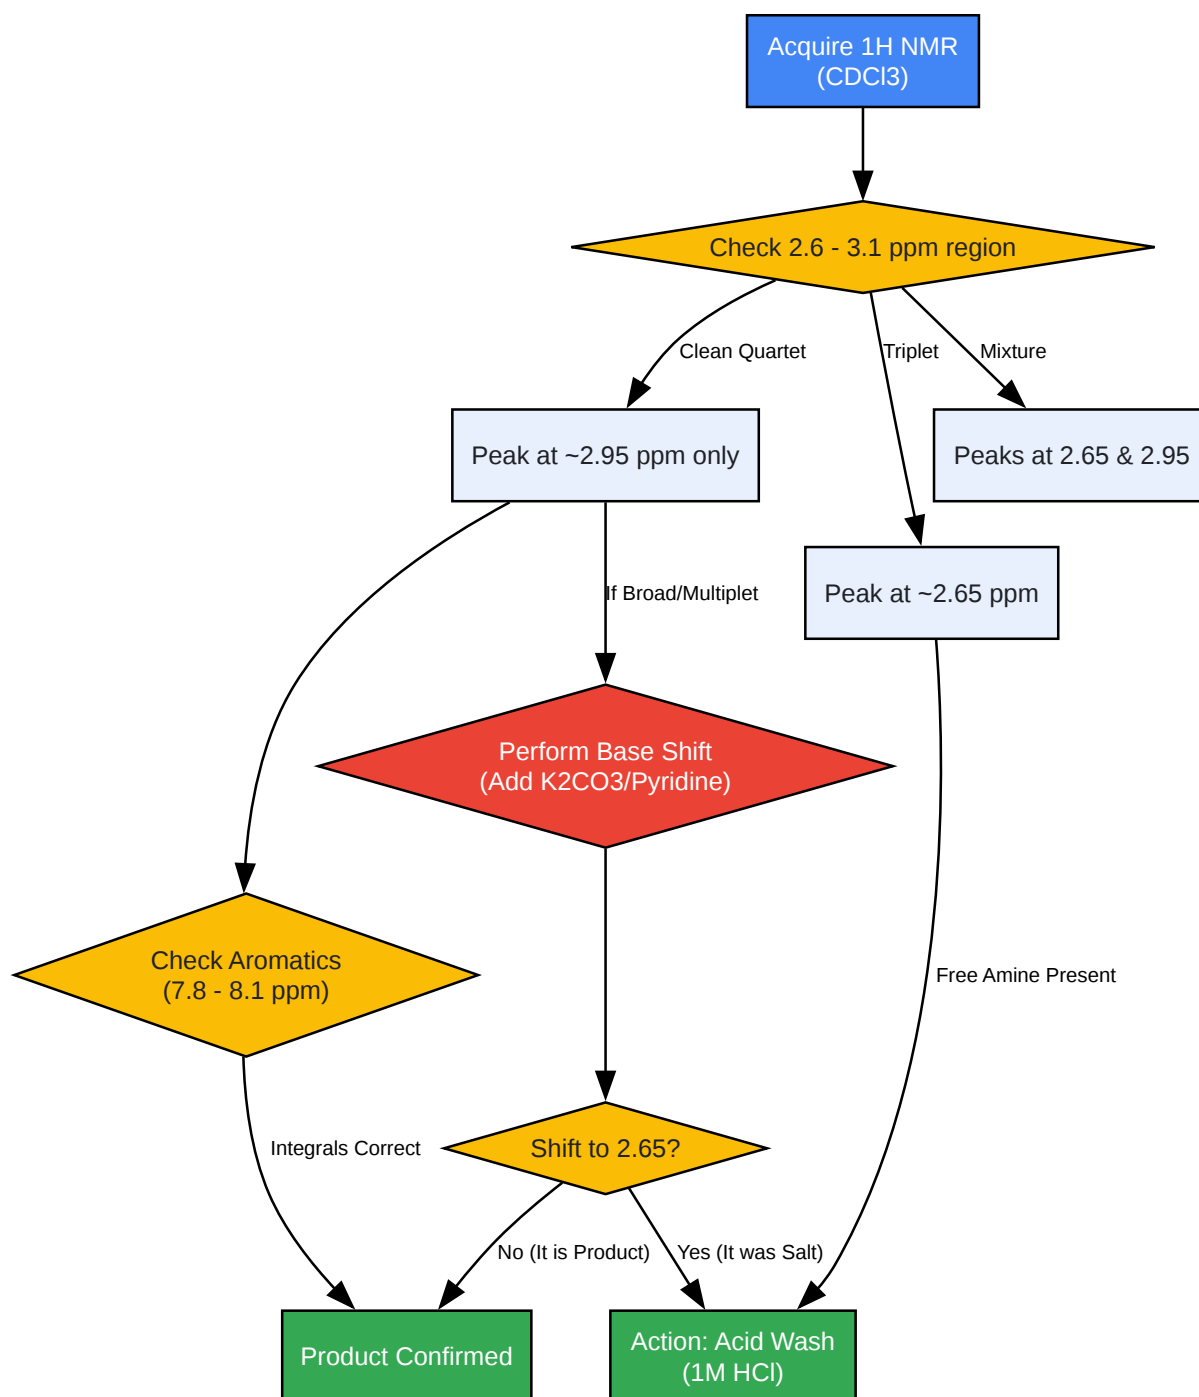 Acquire 1H NMR
(CDCl3)
Check 2.6 - 3.1 ppm region
Clean Quartet
Triplet
Mixture
Peak at ~2.95 ppm only
Peaks at 2.65 & 2.95
If Broad/Multiplet
Peak at ~2.65 ppm
Perform Base Shift
(Add K2CO3/Pyridine)
Check Aromatics
(7.8 - 8.1 ppm)
Free Amine Present
Integrals Correct
Shift to 2.65?
No (It is Product)
Yes (It was Salt)
Product Confirmed
Action: Acid Wash
(1M HCl)